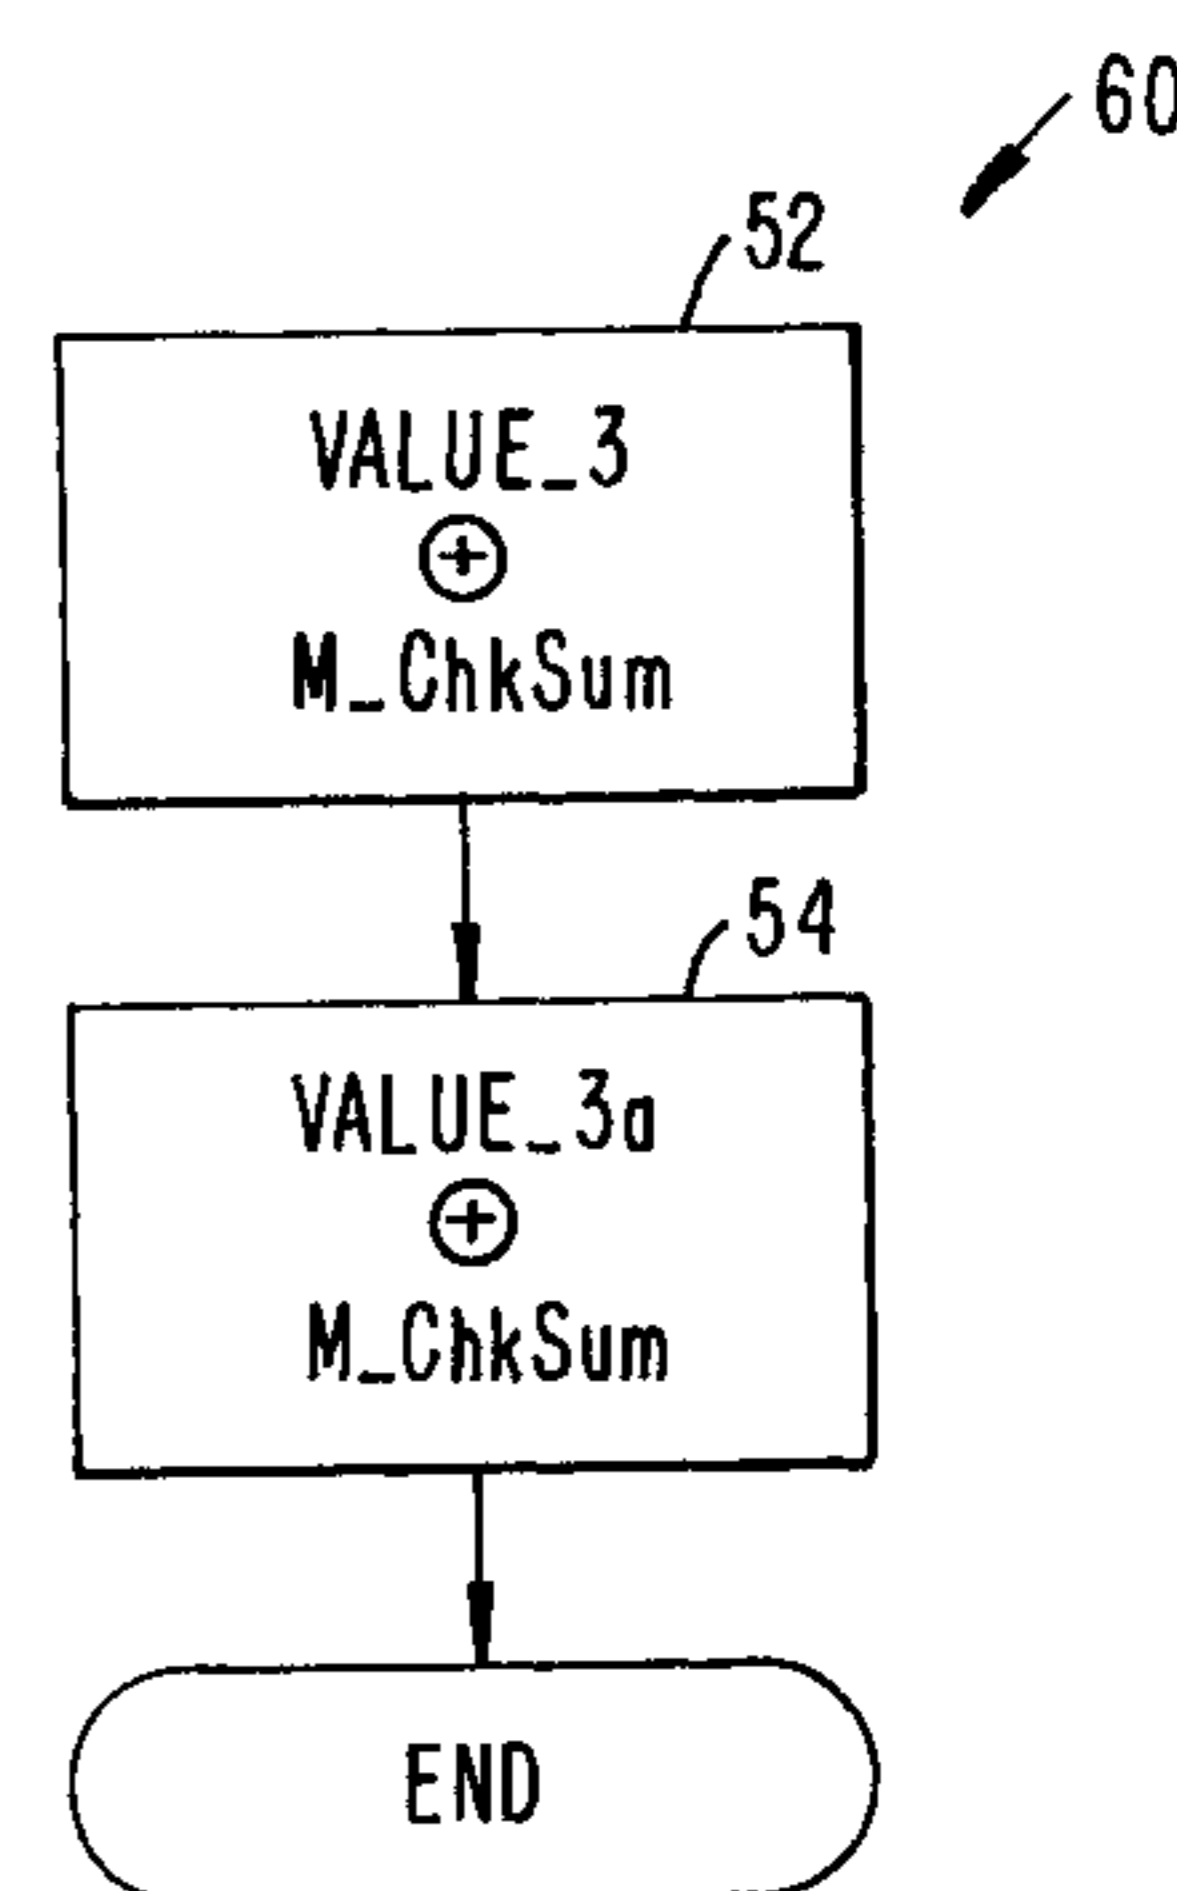 60
52
VALUE_3
⊕
M_ChkSum
54
VALUE_3a
⊕
M_ChkSum
END